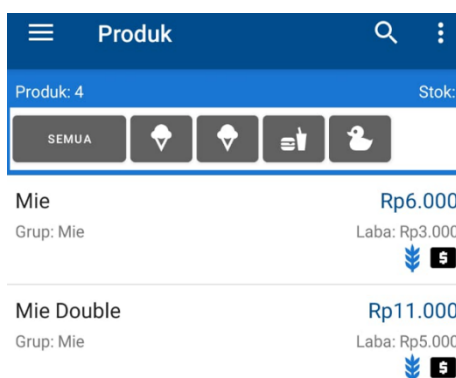 Produk
Produk: 4 Stok:
SEMUA
Mie Rp6.000
Grup: Mie Laba: Rp3.000
$
Mie Double Rp11.000
Grup: Mie Laba: Rp5.000
$